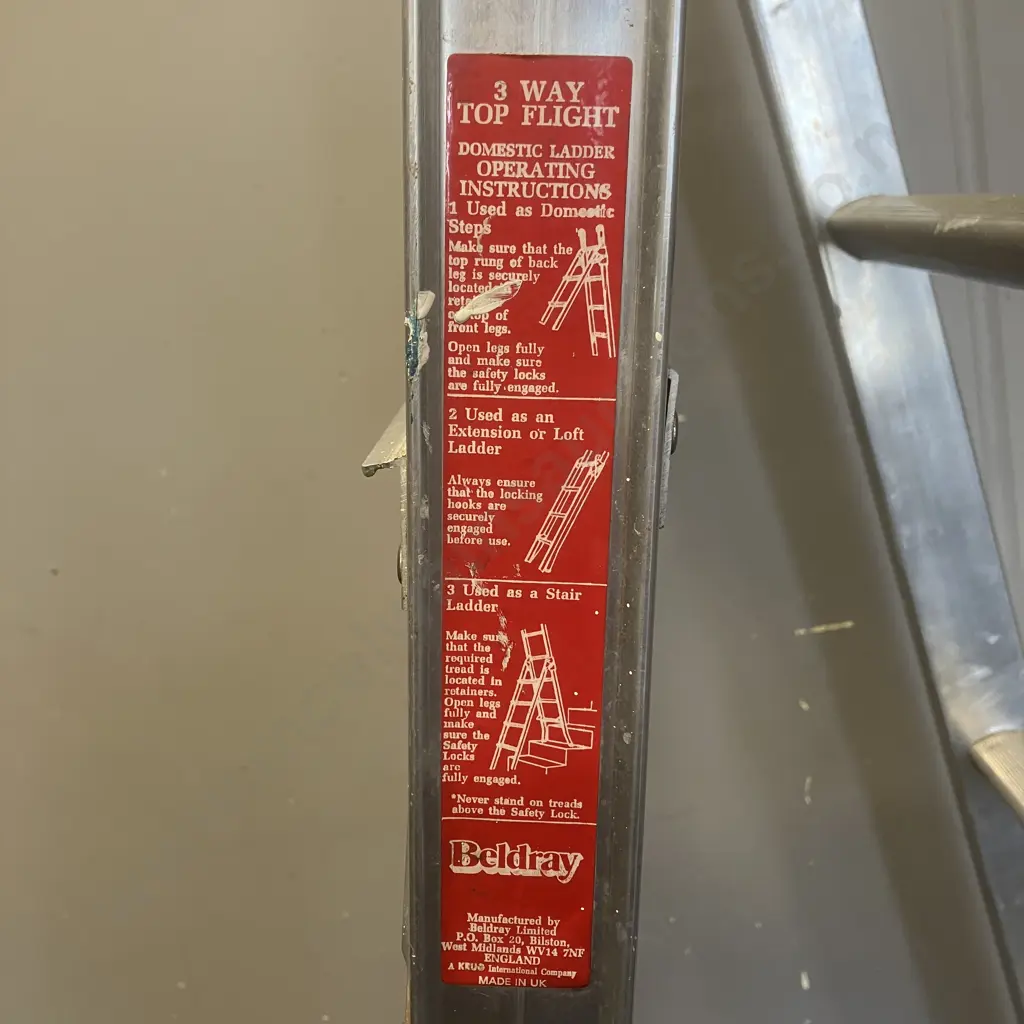 3 WAY
TOP FLIGHT
DOMESTIC LADDER
OPERATING
INSTRUCTIONS
1 Used as Domestic
Steps
Make sure that the
top rung of back
leg is securely
located in
front legs.
Open legs fully
and make sure
the safety locks
are fully engaged.
2 Used as an
Extension or Loft
Ladder
Always ensure
that the locking
hooks are
securely
engaged
before use.
3 Used as a Stair
Ladder
Make sure
that the
required
tread is
located in
retainers.
Open legs
fully and
make
sure the
Safety
Locks
are
fully engaged.
*Never stand on treads
above the Safety Lock.
Beldray
Manufactured by
Beldray Limited
P.O. Box 20, Bilston,
West Midlands WV14 7NF
ENGLAND
A KRUG International Company
MADE IN UK